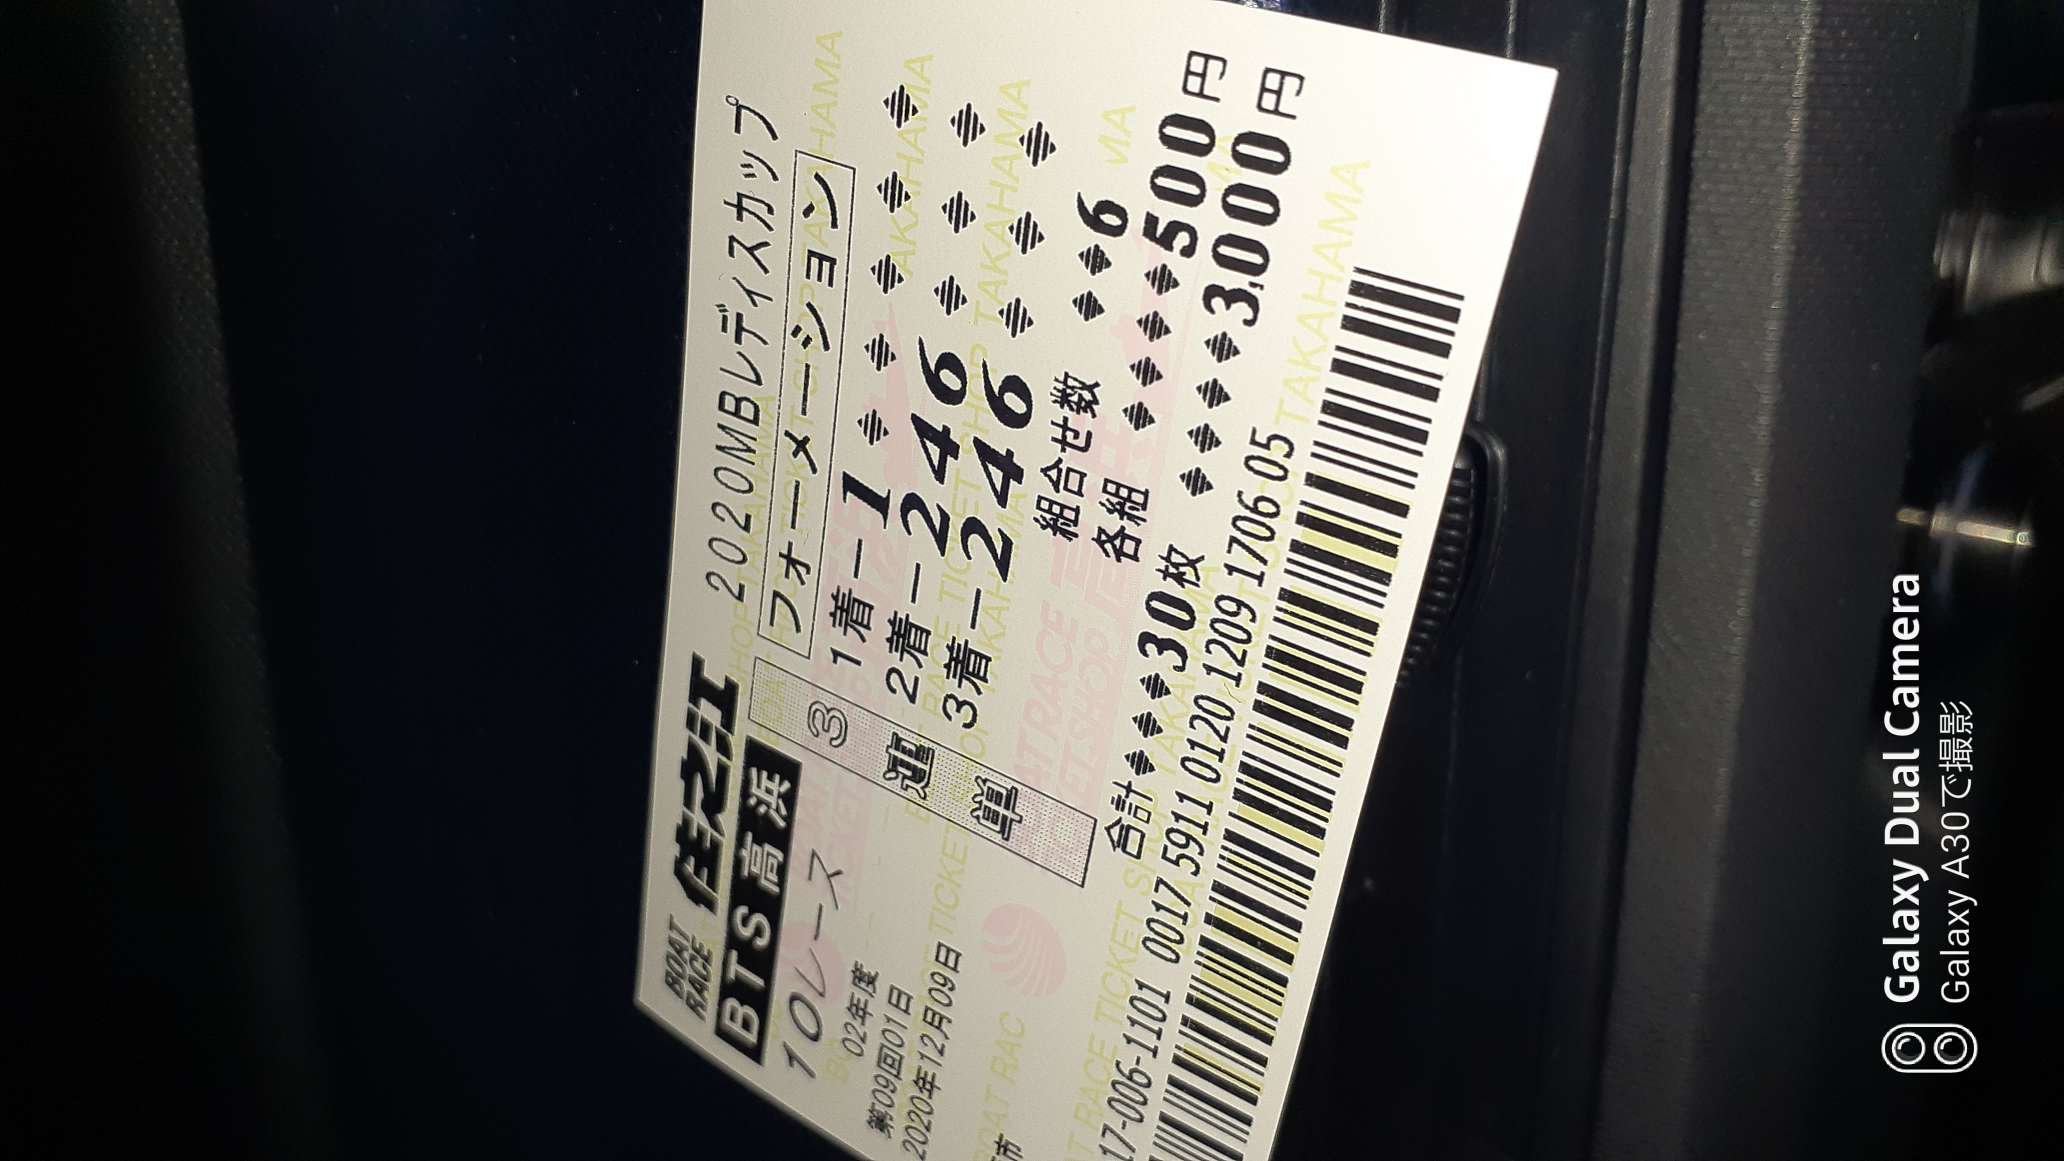 BOAT RACE 住之江
2020MBレディスカップ
BTS高浜
フォーメーション
10レース
02年度
第09回01日
2020年12月09日
市
3連単
1着ー1
2着ー246
3着ー246
組合せ数 6
各組 500円
3,000円
合計 30枚
17-006-1101 0017 5911 0120 1209 1706 05
BOAT RACE TICKET SHOP TAKAHAMA
Galaxy Dual Camera
Galaxy A30で撮影